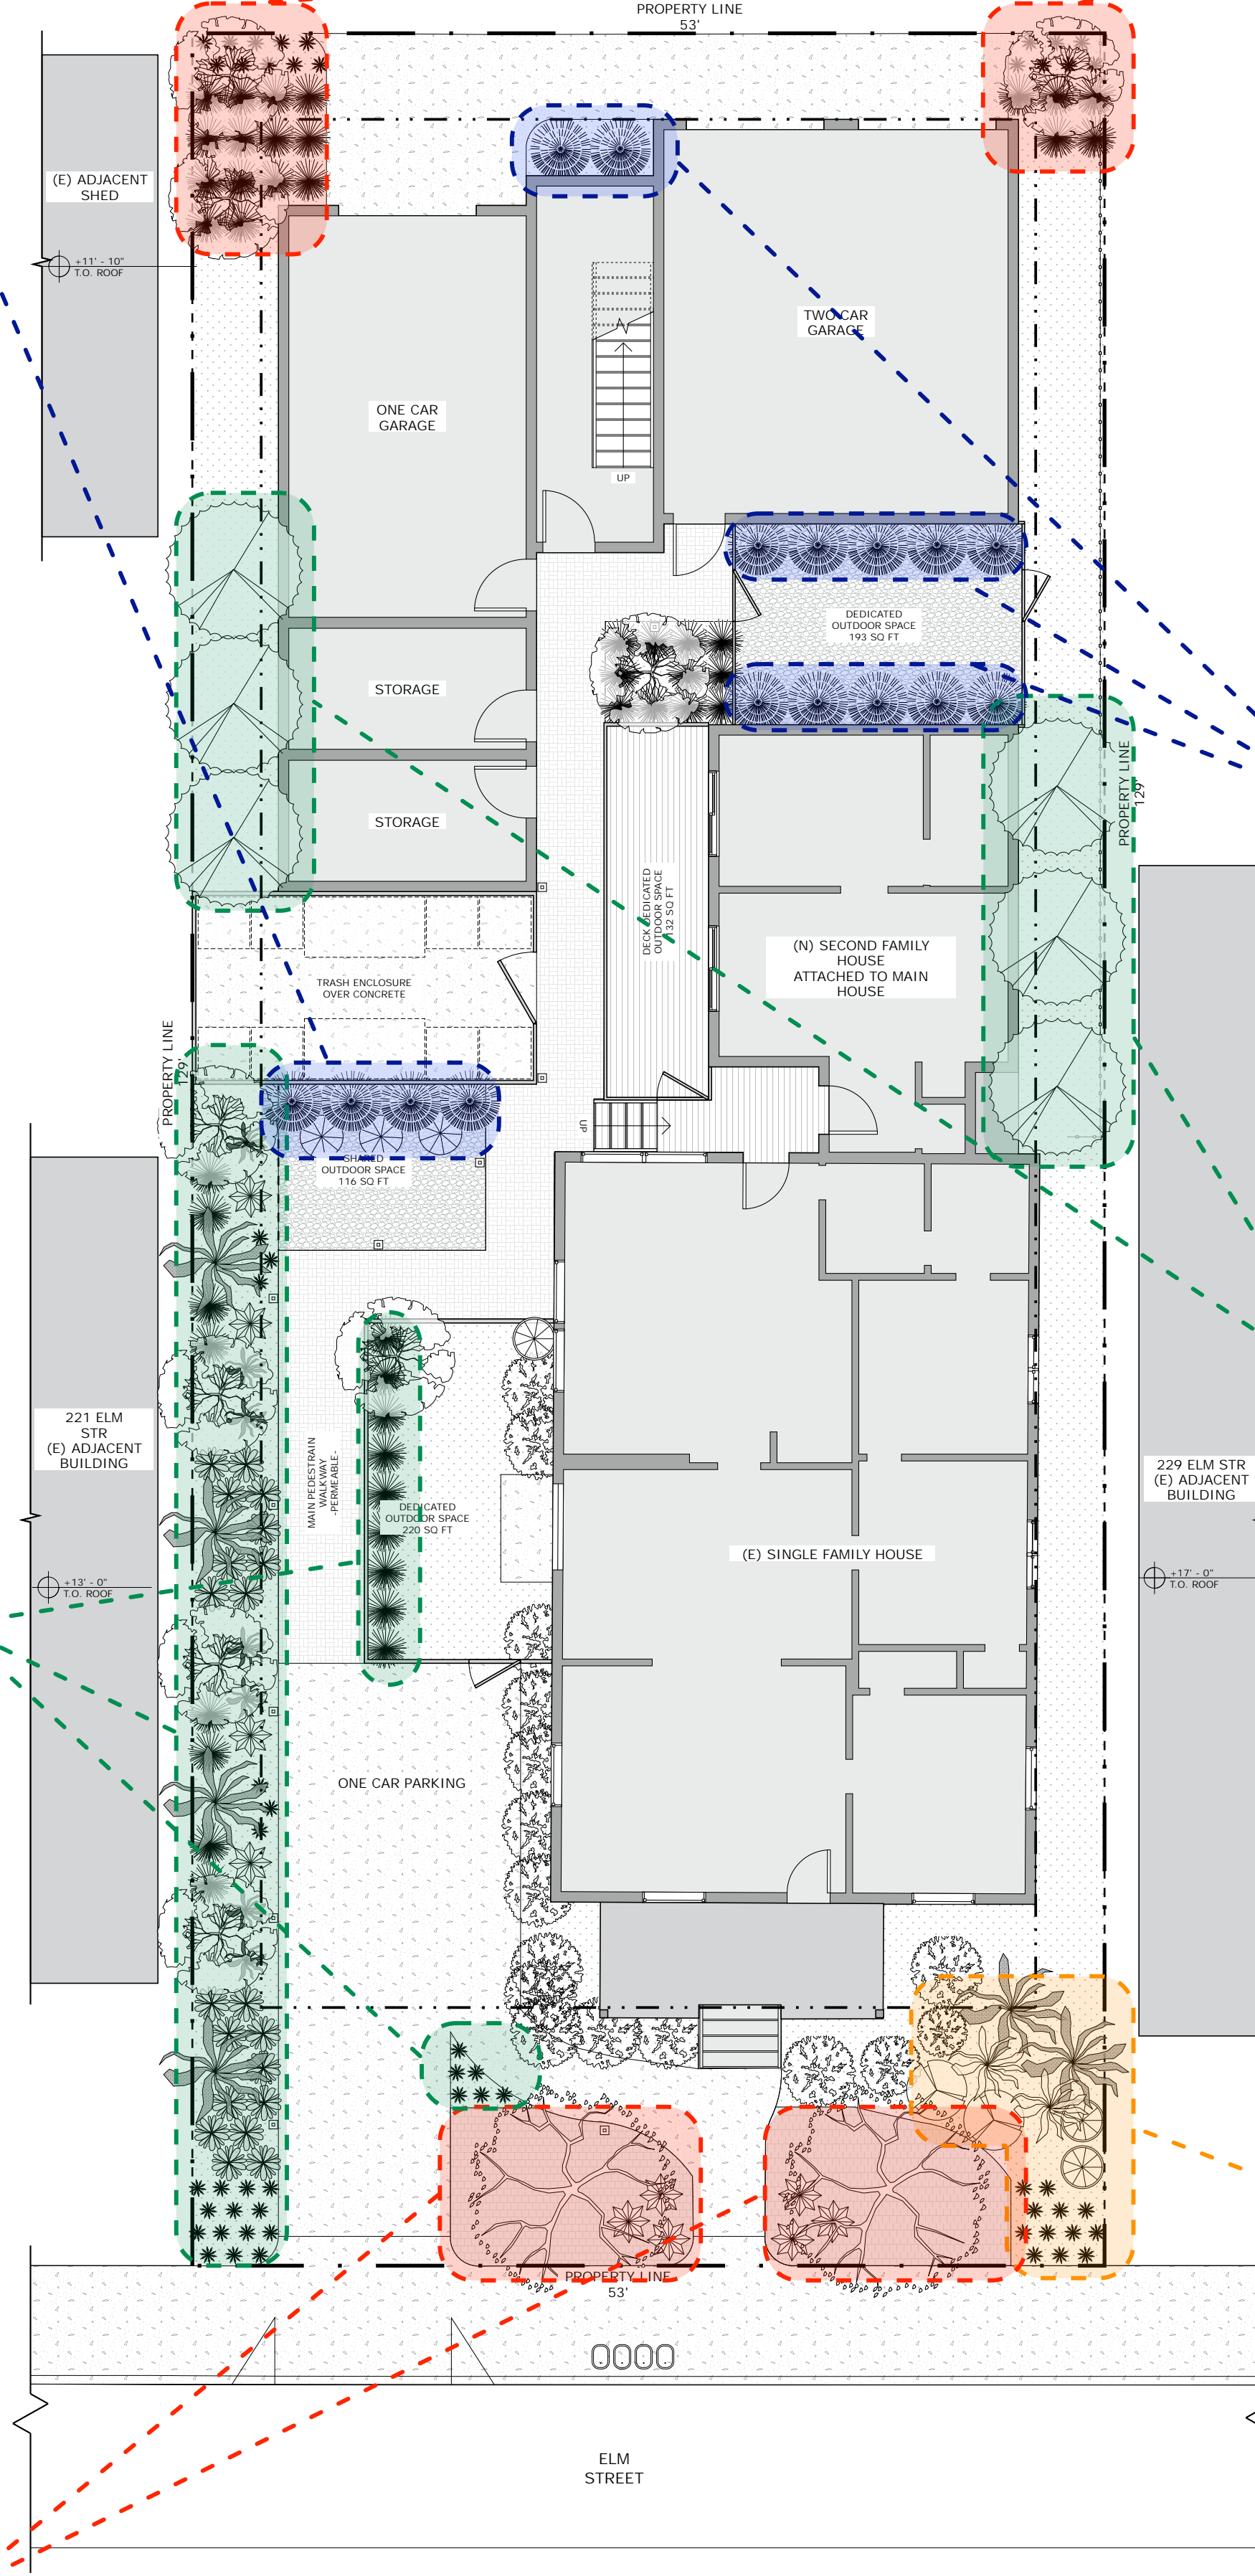 PROPERTY LINE
53'
(E) ADJACENT
SHED
+11' - 10"
T.O. ROOF
TWO CAR
GARAGE
ONE CAR
GARAGE
UP
DEDICATED
OUTDOOR SPACE
193 SQ FT
STORAGE
PROPERTY LINE
129'
STORAGE
DECK DEDICATED
OUTDOOR SPACE
132 SQ FT
(N) SECOND FAMILY
HOUSE
ATTACHED TO MAIN
HOUSE
TRASH ENCLOSURE
OVER CONCRETE
PROPERTY LINE
129'
UP
SHARED
OUTDOOR SPACE
116 SQ FT
221 ELM
STR
(E) ADJACENT
BUILDING
MAIN PEDESTRAIN
WALKWAY
-PERMEABLE-
DEDICATED
OUTDOOR SPACE
220 SQ FT
229 ELM STR
(E) ADJACENT
BUILDING
(E) SINGLE FAMILY HOUSE
+13' - 0"
T.O. ROOF
+17' - 0"
T.O. ROOF
ONE CAR PARKING
PROPERTY LINE
53'
ELM
STREET